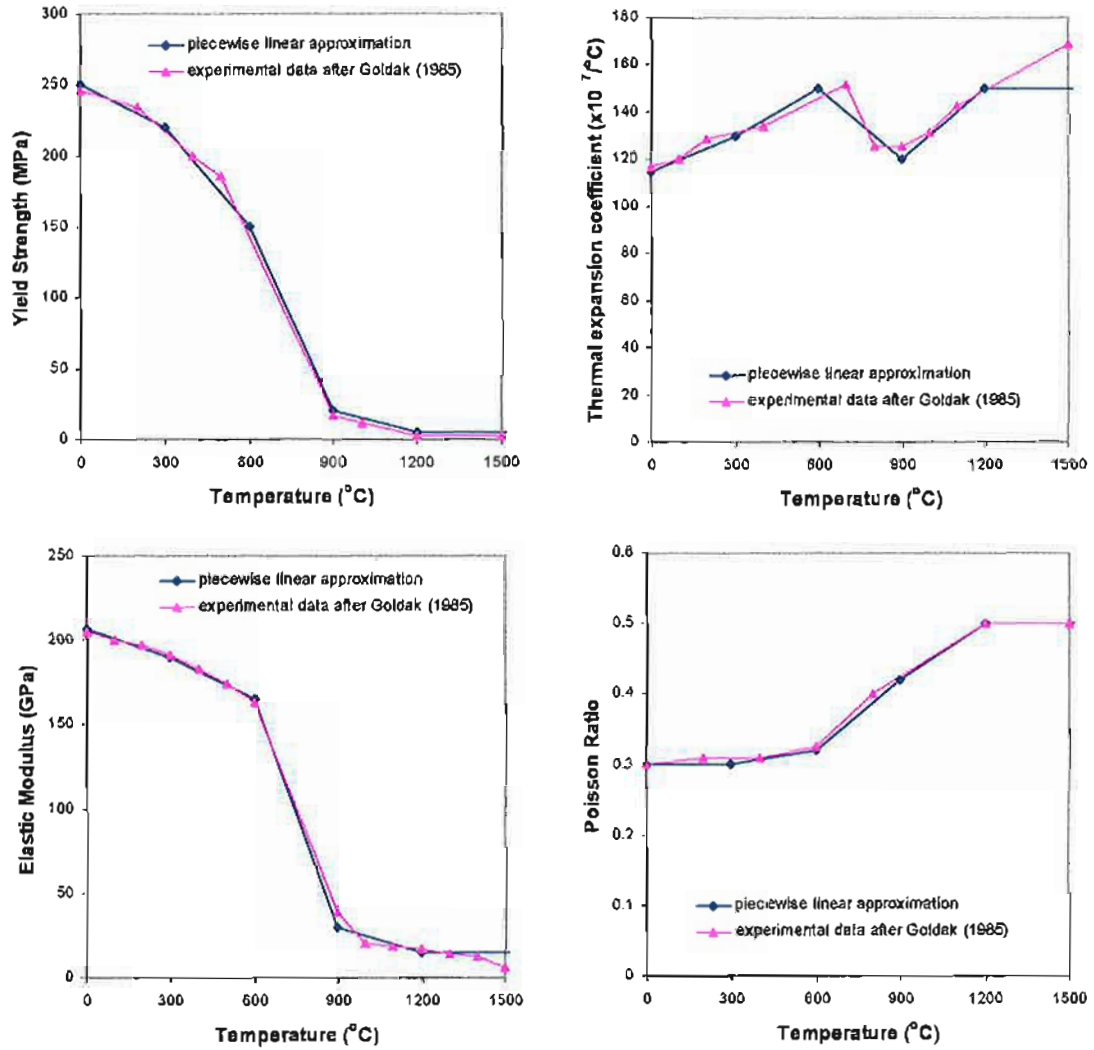 300
250
200
150
100
50
0
Yield Strength (MPa)
piecewise linear approximation
experimental data after Goldak (1985)
0 300 600 900 1200 1500
Temperature (°C)
180
160
140
120
100
80
60
40
20
0
Thermal expansion coefficient (x10⁻⁷/°C)
piecewise linear approximation
experimental data after Goldak (1985)
0 300 600 900 1200 1500
Temperature (°C)
250
200
150
100
50
0
Elastic Modulus (GPa)
piecewise linear approximation
experimental data after Goldak (1985)
0 300 600 900 1200 1500
Temperature (°C)
0.6
0.5
0.4
0.3
0.2
0.1
0
Poisson Ratio
piecewise linear approximation
experimental data after Goldak (1985)
0 300 600 900 1200 1500
Temperature (°C)